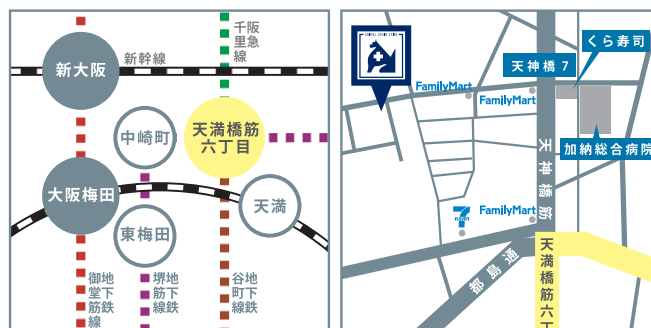 千阪
里急
線
新幹線
新大阪
中崎町
天満橋筋
六丁目
大阪梅田
天満
東梅田
御地
堂下
筋鉄
線
堺地
筋下
線鉄
谷地
町下
線鉄
くら寿司
天神橋7
FamilyMart
FamilyMart
加納総合病院
天神橋筋
7
FamilyMart
都島通
天満橋筋六丁